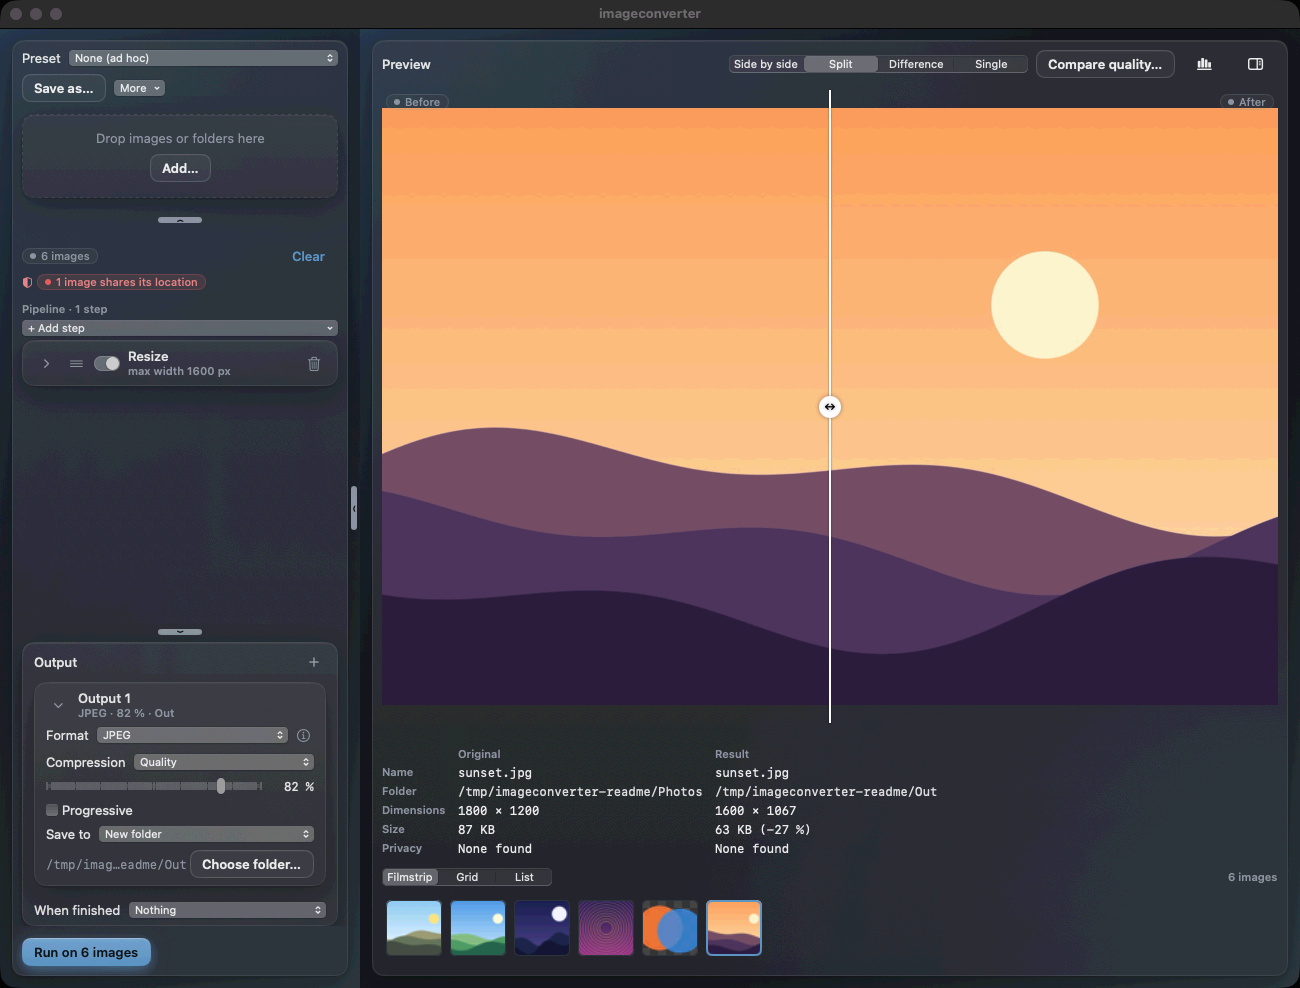 imageconverter
Preset None (ad hoc)
Save as... More
Drop images or folders here
Add...
6 images Clear
1 image shares its location
Pipeline · 1 step
+ Add step
Resize
max width 1600 px
Output +
Output 1
JPEG · 82 % · Out
Format JPEG
Compression Quality
82 %
Progressive
Save to New folder
/tmp/imag…eadme/Out Choose folder...
When finished Nothing
Run on 6 images
Preview Side by side Split Difference Single Compare quality...
Before After
Original Result
Name sunset.jpg sunset.jpg
Folder /tmp/imageconverter-readme/Photos /tmp/imageconverter-readme/Out
Dimensions 1800 × 1200 1600 × 1067
Size 87 KB 63 KB (−27 %)
Privacy None found None found
Filmstrip Grid List 6 images